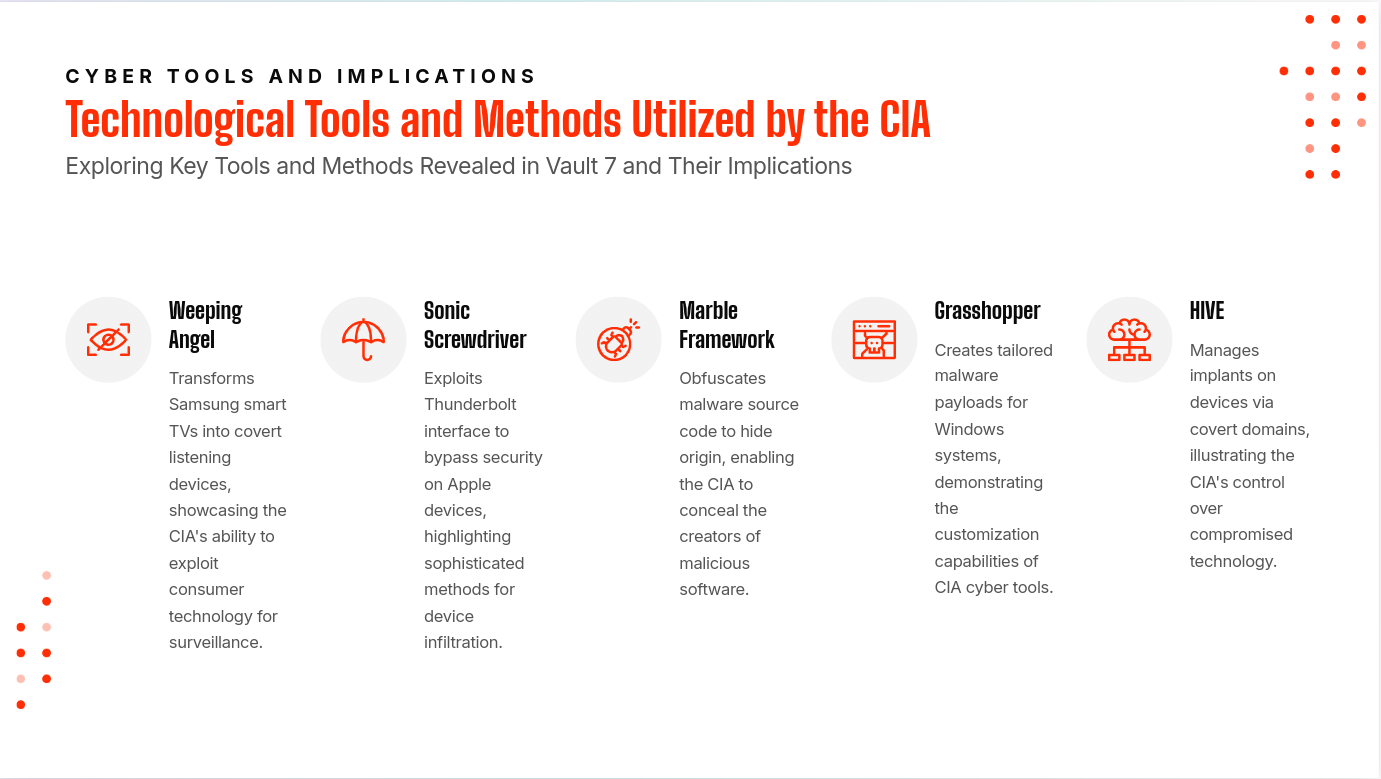 CYBER TOOLS AND IMPLICATIONS
Technological Tools and Methods Utilized by the CIA
Exploring Key Tools and Methods Revealed in Vault 7 and Their Implications
Weeping
Angel
Transforms
Samsung smart
TVs into covert
listening
devices,
showcasing the
CIA's ability to
exploit
consumer
technology for
surveillance.
Sonic
Screwdriver
Exploits
Thunderbolt
interface to
bypass security
on Apple
devices,
highlighting
sophisticated
methods for
device
infiltration.
Marble
Framework
Obfuscates
malware source
code to hide
origin, enabling
the CIA to
conceal the
creators of
malicious
software.
Grasshopper
Creates tailored
malware
payloads for
Windows
systems,
demonstrating
the
customization
capabilities of
CIA cyber tools.
HIVE
Manages
implants on
devices via
covert domains,
illustrating the
CIA's control
over
compromised
technology.